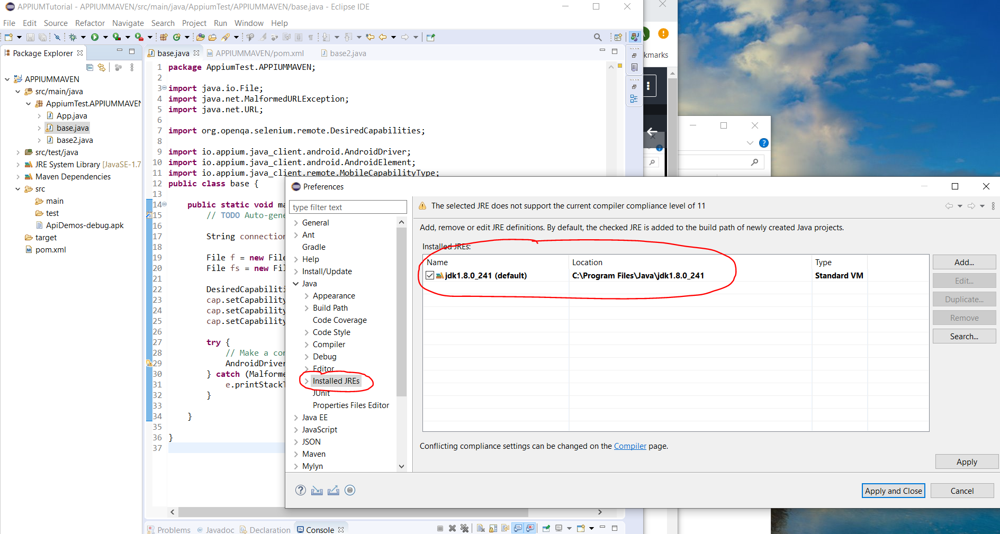 APPIUMTutorial - APPIUMMAVEN/src/main/java/AppiumTest/APPIUMMAVEN/base.java - Eclipse IDE
File Edit Source Refactor Navigate Search Project Run Window Help
Package Explorer
APPIUMMAVEN
src/main/java
AppiumTest.APPIUMMAVEN
App.java
base.java
base2.java
src/test/java
JRE System Library [JavaSE-1.7
Maven Dependencies
src
main
test
ApiDemos-debug.apk
target
pom.xml
base.java APPIUMMAVEN/pom.xml base2.java
1 package AppiumTest.APPIUMMAVEN;
2
3 import java.io.File;
4 import java.net.MalformedURLException;
5 import java.net.URL;
6
7 import org.openqa.selenium.remote.DesiredCapabilities;
8
9 import io.appium.java_client.android.AndroidDriver;
10 import io.appium.java_client.android.AndroidElement;
11 import io.appium.java_client.remote.MobileCapabilityType;
12 public class base {
13
14 public static void ma
15 // TODO Auto-gene
16
17 String connection
18
19 File f = new File
20 File fs = new Fil
21
22 DesiredCapabiliti
23 cap.setCapability
24 cap.setCapability
25 cap.setCapability
26
27 try {
28 // Make a con
29 AndroidDriver
30 } catch (Malforme
31 e.printStackT
32 }
33
34 }
35
36 }
37
Problems @ Javadoc Declaration Console
kmarks
Preferences
type filter text
General
Ant
Gradle
Help
Install/Update
Java
Appearance
Build Path
Code Coverage
Code Style
Compiler
Debug
Editor
Installed JREs
JUnit
Properties Files Editor
Java EE
JavaScript
JSON
Maven
Mylyn
The selected JRE does not support the current compiler compliance level of 11
Add, remove or edit JRE definitions. By default, the checked JRE is added to the build path of newly created Java projects.
Installed JREs:
Name Location Type
jdk1.8.0_241 (default) C:\Program Files\Java\jdk1.8.0_241 Standard VM
Add...
Edit...
Duplicate...
Remove
Search...
Conflicting compliance settings can be changed on the Compiler page.
Apply
Apply and Close Cancel